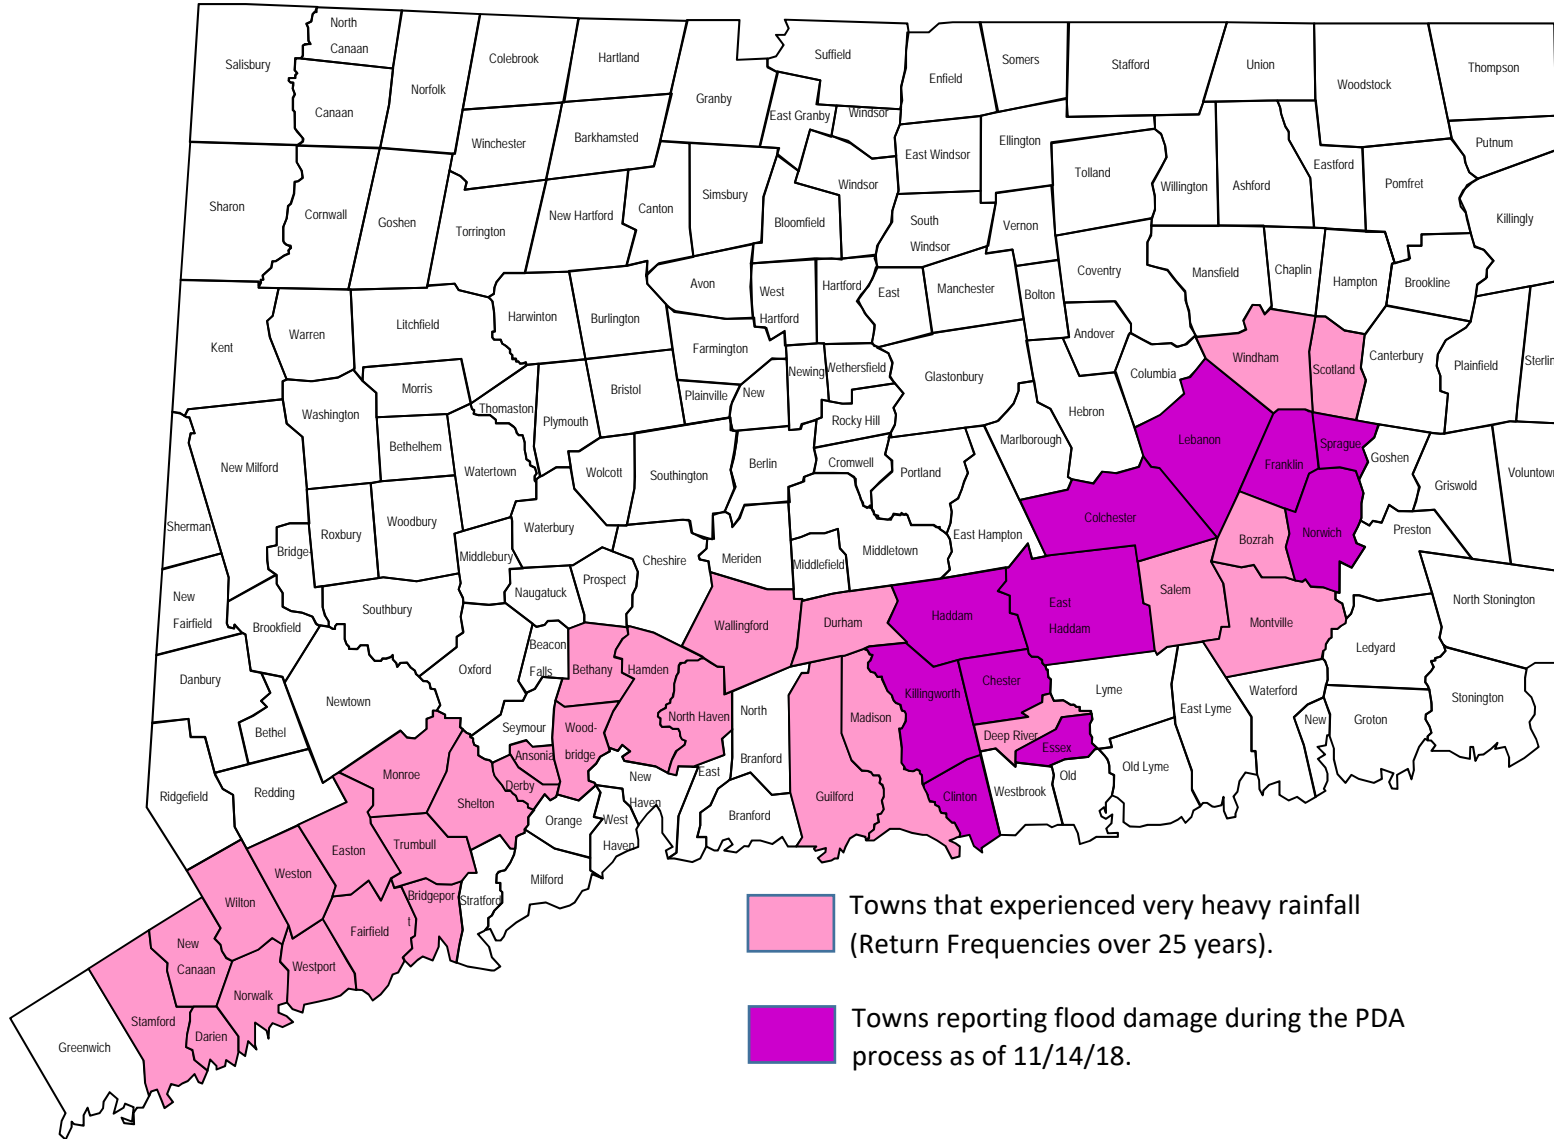 North
Canaan
Salisbury
Colebrook
Hartland
Suffield
Enfield
Somers
Stafford
Union
Woodstock
Thompson
Norfolk
Canaan
Granby
East Granby
Windsor
Winchester
Barkhamsted
East Windsor
Ellington
Putnum
Tolland
Willington
Ashford
Eastford
Pomfret
Windsor
Sharon
Cornwall
Goshen
Torrington
New Hartford
Canton
Simsbury
Bloomfield
South
Windsor
Vernon
Killingly
Coventry
Mansfield
Chaplin
Hampton
Brookline
Avon
West
Hartford
Hartford
East
Manchester
Bolton
Kent
Warren
Litchfield
Harwinton
Burlington
Farmington
Andover
Windham
Scotland
Canterbury
Plainfield
Sterlin
Newing
Wethersfield
Glastonbury
Columbia
Morris
Bristol
Plainville
New
Washington
Thomaston
Plymouth
Rocky Hill
Hebron
Marlborough
Lebanon
Sprague
Franklin
Goshen
Griswold
Voluntown
Bethelhem
New Milford
Watertown
Wolcott
Southington
Berlin
Cromwell
Portland
Sherman
Roxbury
Woodbury
Waterbury
Colchester
Norwich
Preston
Bridge-
Middlebury
Cheshire
Meriden
Middlefield
Middletown
East Hampton
Bozrah
Prospect
Naugatuck
New
Fairfield
Brookfield
Southbury
Wallingford
Durham
Haddam
East
Haddam
Salem
Montville
North Stonington
Ledyard
Oxford
Beacon
Falls
Bethany
Hamden
Danbury
Newtown
Bethel
Seymour
Wood-
bridge
North Haven
North
Branford
Madison
Killingworth
Chester
Lyme
East Lyme
Waterford
New
Groton
Stonington
Deep River
Essex
Ansonia
Derby
Monroe
Shelton
New
Haven
East
Guilford
Clinton
Westbrook
Old
Old Lyme
Ridgefield
Redding
Orange
West
Haven
Branford
Easton
Trumbull
Weston
Wilton
Milford
Stratford
Bridgepor
t
Fairfield
New
Canaan
Westport
Norwalk
Stamford
Darien
Greenwich
Towns that experienced very heavy rainfall
(Return Frequencies over 25 years).
Towns reporting flood damage during the PDA
process as of 11/14/18.